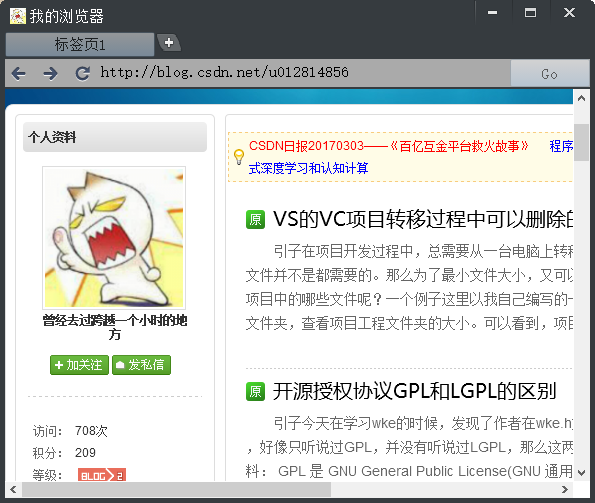 我的浏览器
标签页1
http://blog.csdn.net/u012814856
Go
个人资料
曾经去过跨越一个小时的地
方
加关注 发私信
访问： 708次
积分： 209
等级： BLOG 2
CSDN日报20170303——《百亿互金平台救火故事》 程序
式深度学习和认知计算
原 VS的VC项目转移过程中可以删除的
引子在项目开发过程中，总需要从一台电脑上转移
文件并不是都需要的。那么为了最小文件大小，又可以
项目中的哪些文件呢？一个例子这里以我自己编写的一
文件夹，查看项目工程文件夹的大小。可以看到，项目
原 开源授权协议GPL和LGPL的区别
引子今天在学习wke的时候，发现了作者在wke.h
，好像只听说过GPL，并没有听说过LGPL，那么这两
料： GPL 是 GNU General Public License(GNU 通用